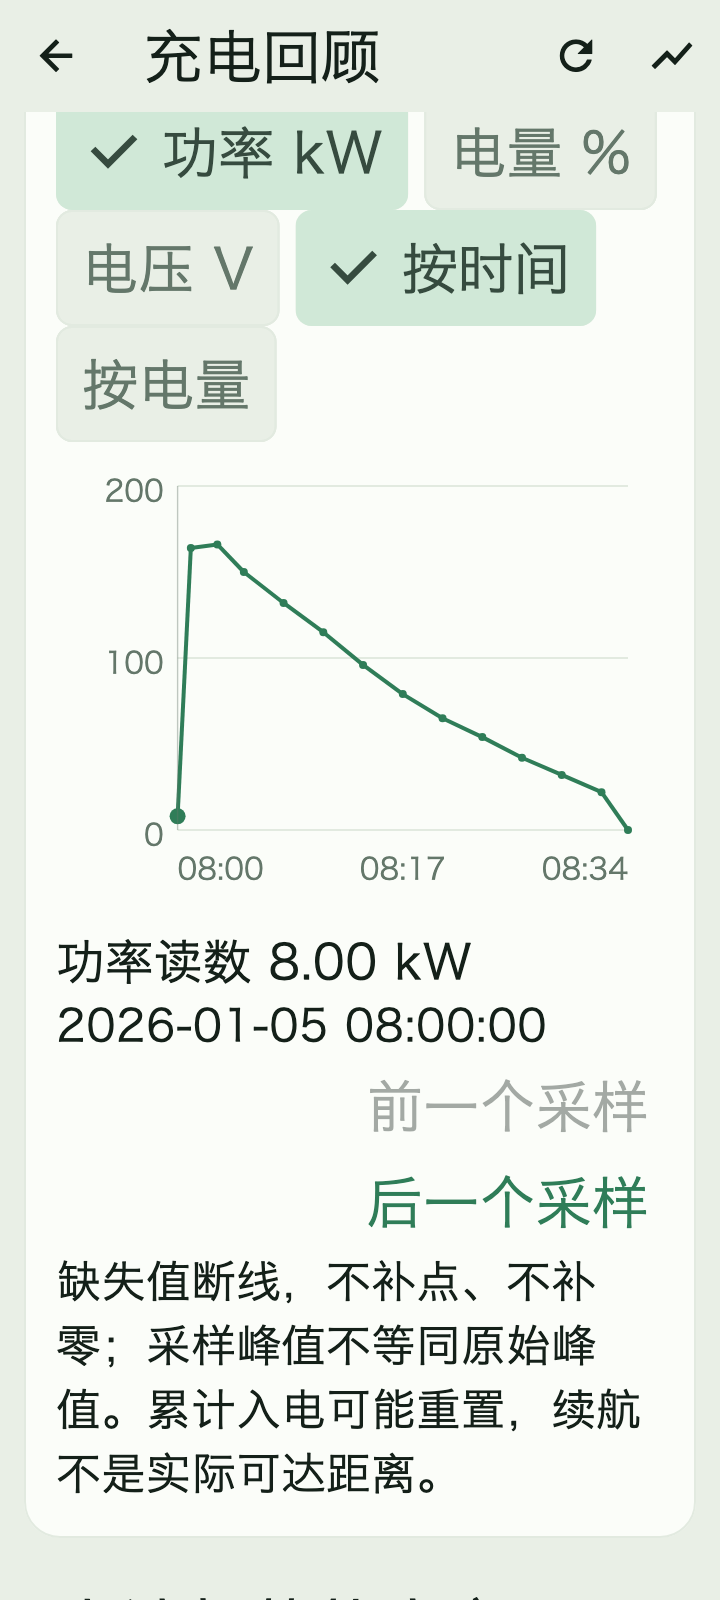 充电回顾
功率 kW
电量 %
电压 V
按时间
按电量
200
100
0
08:00 08:17 08:34
功率读数 8.00 kW
2026-01-05 08:00:00
前一个采样
后一个采样
缺失值断线，不补点、不补
零；采样峰值不等同原始峰
值。累计入电可能重置，续航
不是实际可达距离。